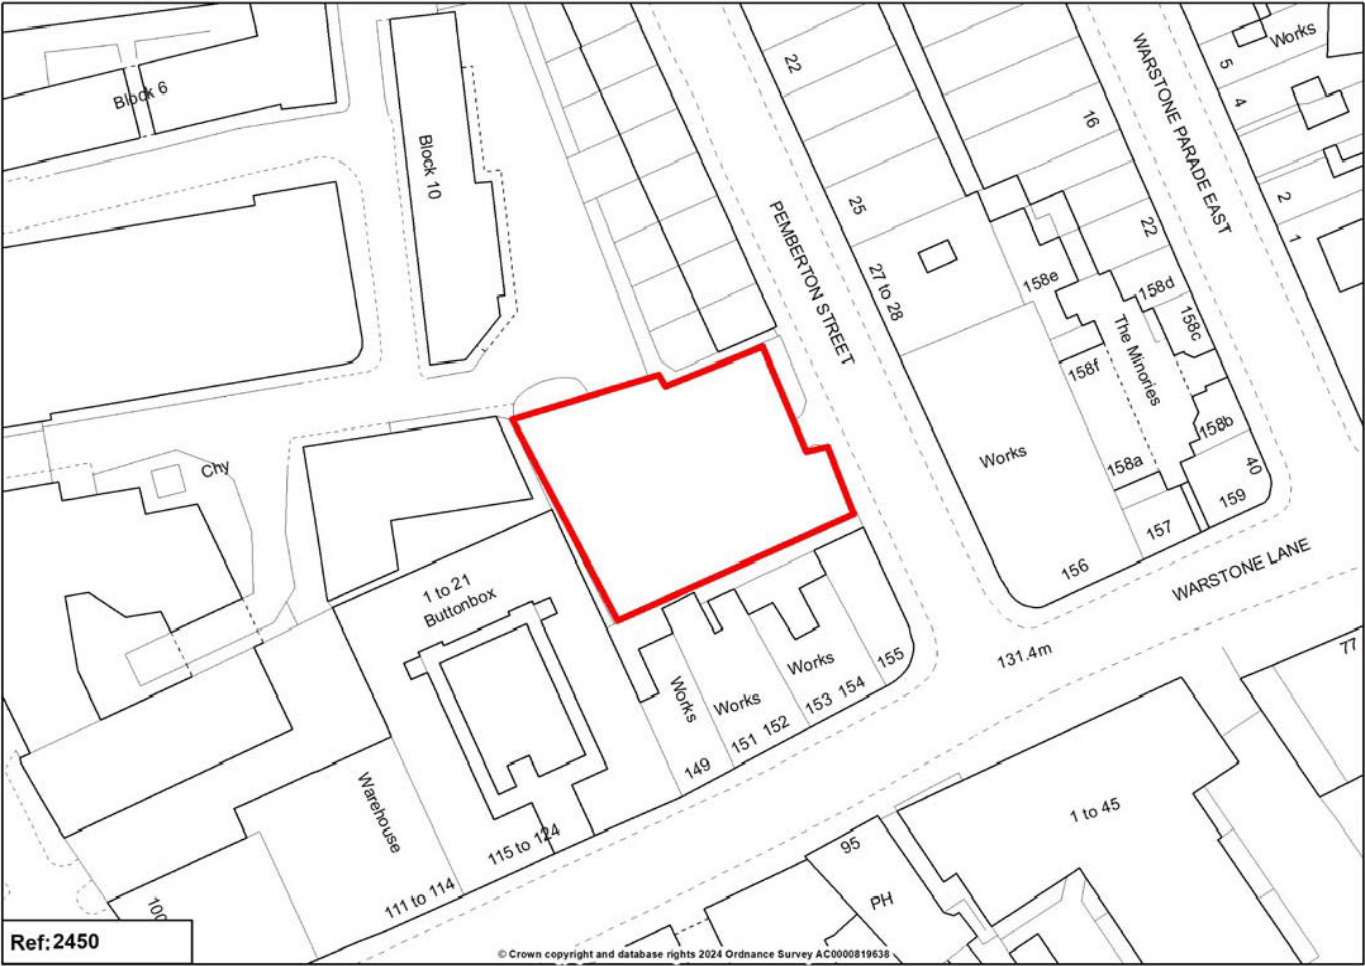 Block 6
Block 10
22
25
27 to 28
PEMBERTON STREET
16
22
WARSTONE PARADE EAST
Works
5
4
2
1
158e
158d
158c
The Minories
158f
158b
158a
40
159
157
156
Works
WARSTONE LANE
Chy
1 to 21
Buttonbox
Works
Works
Works
155
153 154
151 152
149
131.4m
77
Warehouse
115 to 124
111 to 114
100
95
PH
1 to 45
Ref:2450
© Crown copyright and database rights 2024 Ordnance Survey AC0000819638